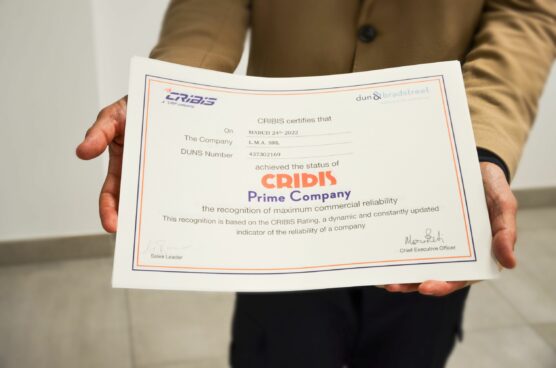 CRIBIS
dun & bradstreet
CRIBIS certifies that
On MARCH 24th 2022
The Company L.M.A. SRL
DUNS Number 437302169
achieved the status of
CRIBIS
Prime Company
the recognition of maximum commercial reliability
This recognition is based on the CRIBIS Rating, a dynamic and constantly updated
indicator of the reliability of a company
Sales Leader
Chief Executive Officer